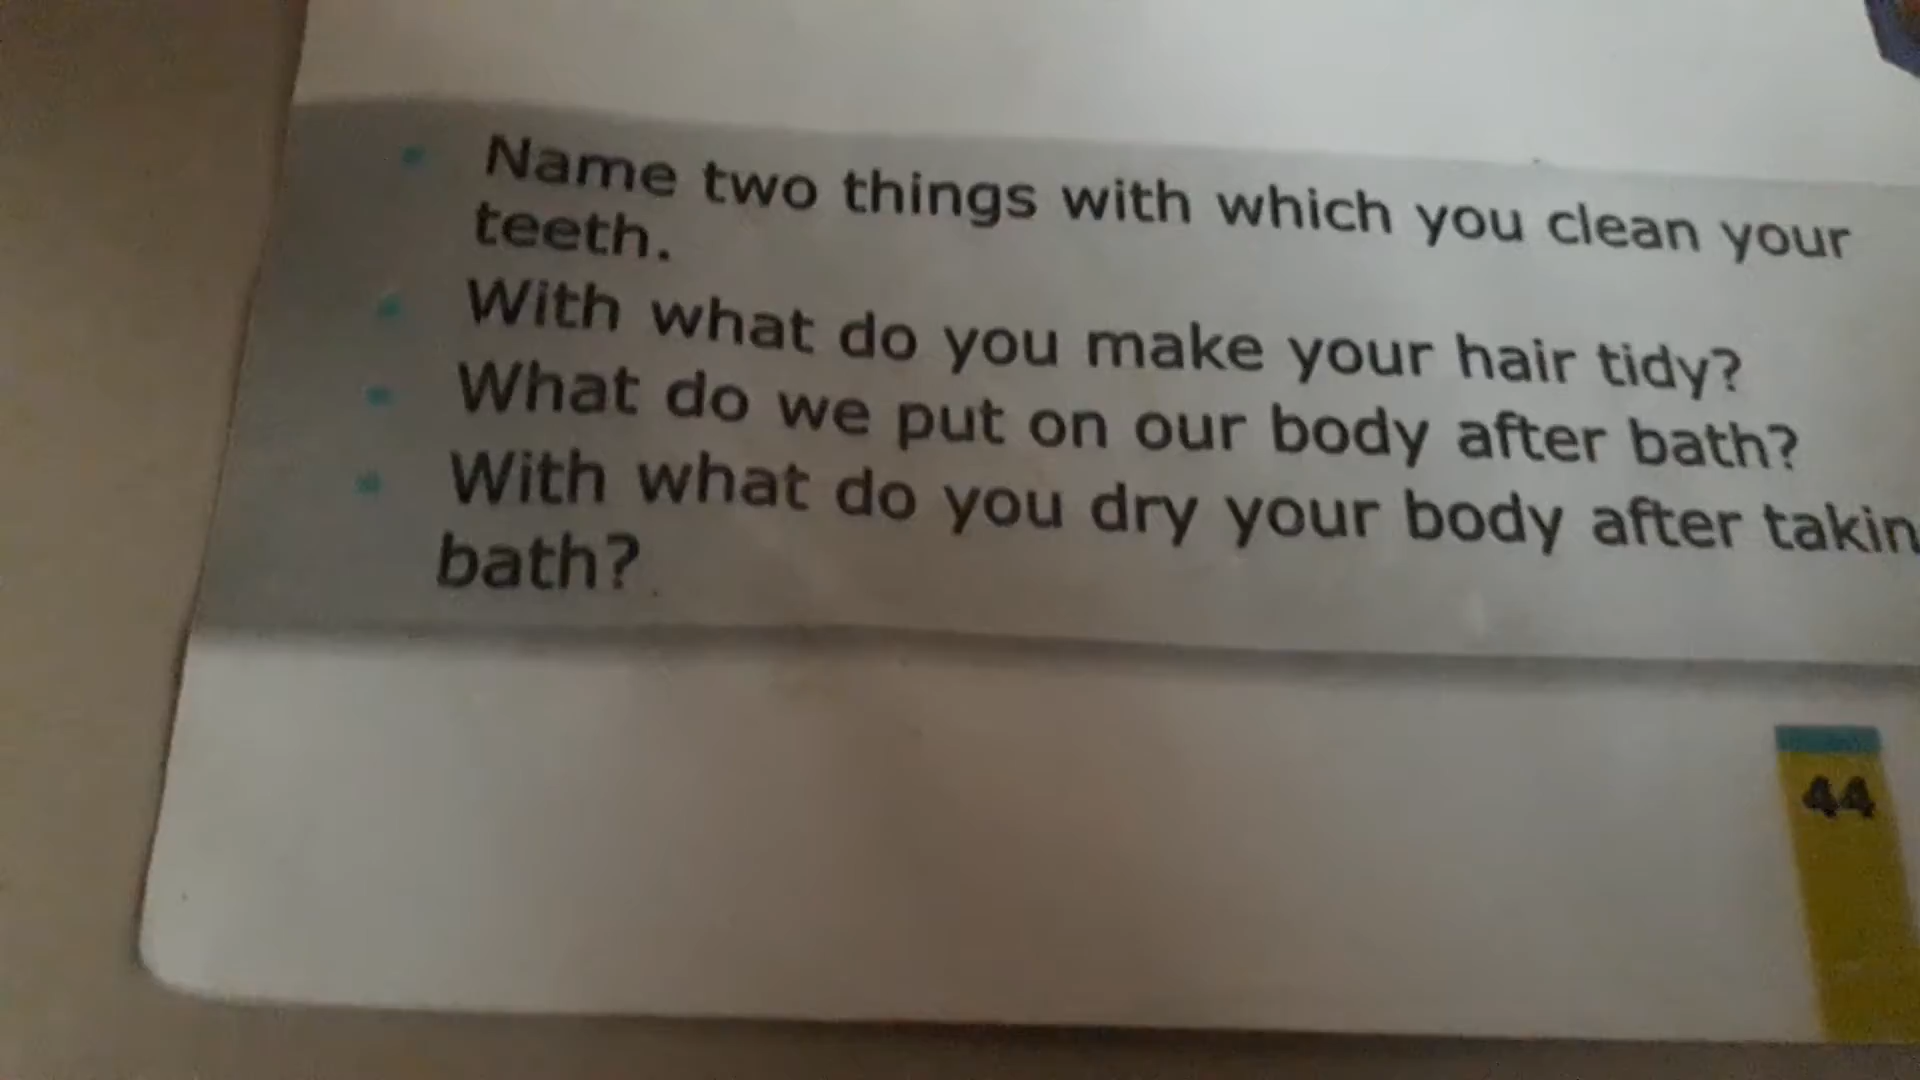 Name two things with which you clean your
teeth.
With what do you make your hair tidy?
What do we put on our body after bath?
With what do you dry your body after takin
bath?
44